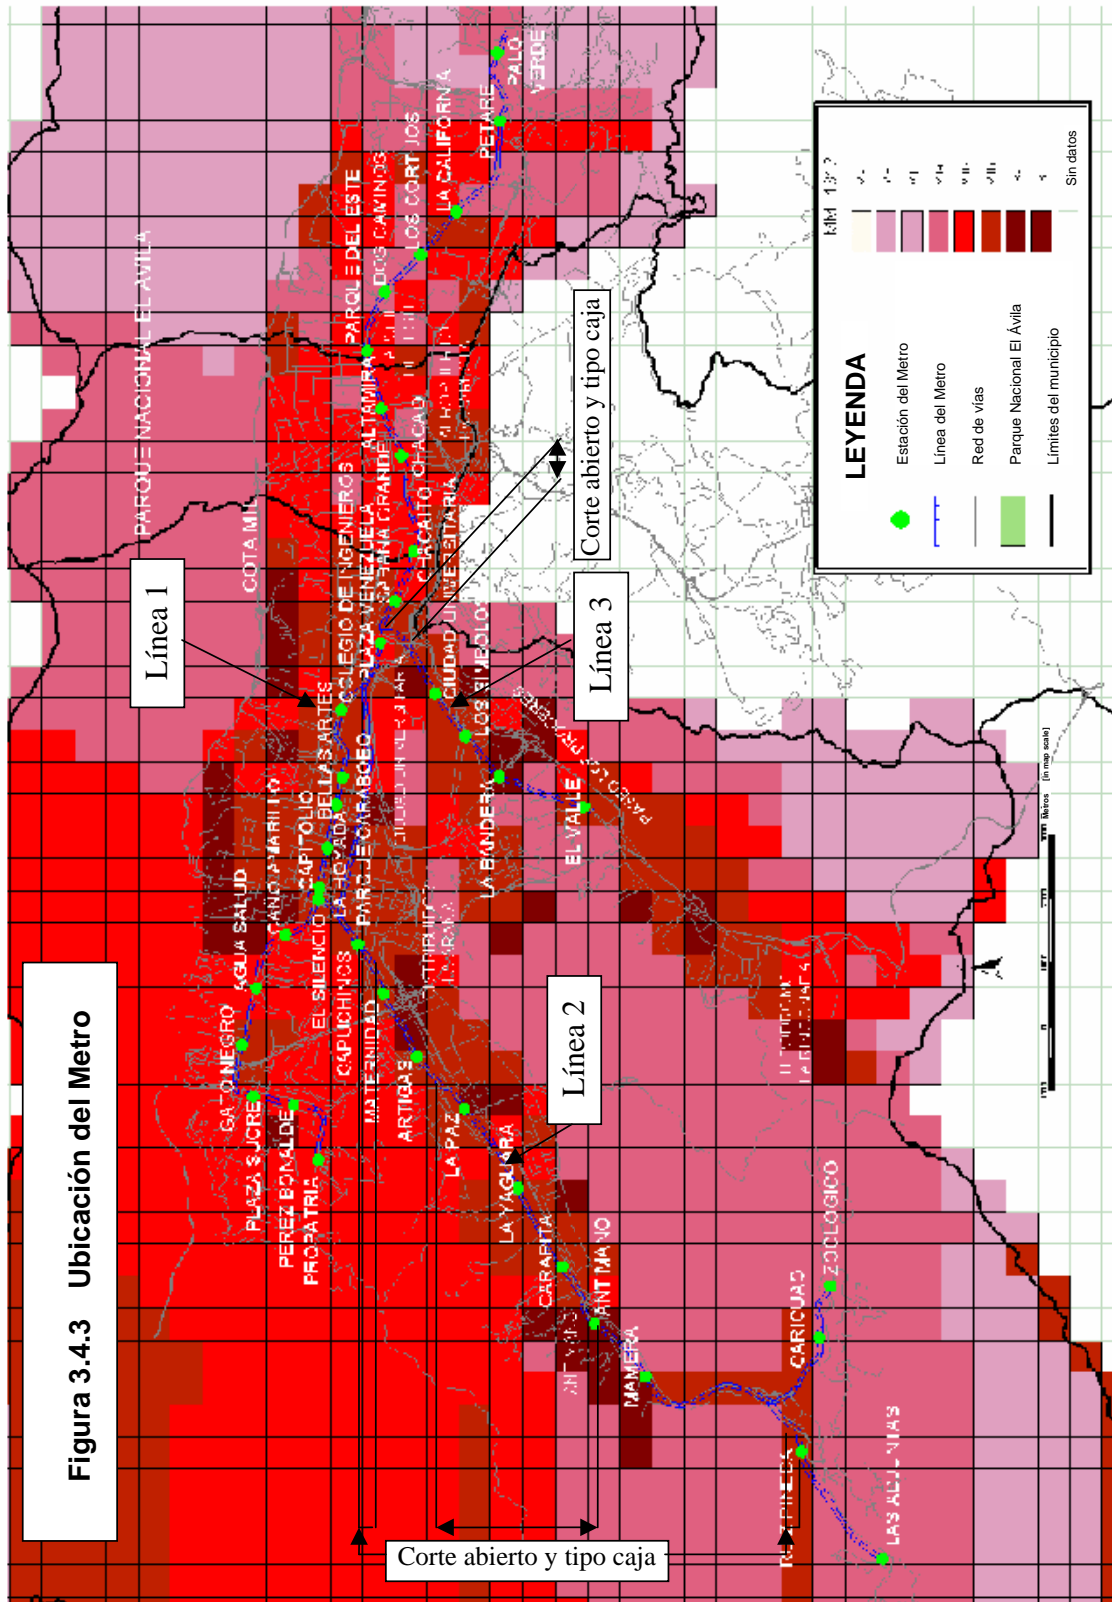 Figura 3.4.3 Ubicación del Metro
PARQUE NACIONAL EL AVILA
COTA MIL
Línea 1
GATO NEGRO
AGUA SALUD
PLAZA SUCRE
PEREZ BONALDE
PROPATRIA
EL SILENCIO
CAPITOLIO
LA HOYADA
BELLAS ARTES
PARQUE CARABOBO
COLEGIO DE INGENIEROS
PLAZA VENEZUELA
CHACAITO
CHACAO
ALTAMIRA
PARQUE DEL ESTE
DOS CAMINOS
LOS CORTIJOS
LA CALIFORNIA
PETARE
PALO
VERDE
CAPUCHINOS
MATERNIDAD
ARTIGAS
LA PAZ
LA YAGUARA
CARAPITA
ANTIMANO
MAMERA
CARICUAO
ZOOLOGICO
RUIZ PINEDA
LAS ADJUNTAS
Línea 2
CIUDAD UNIVERSITARIA
LOS SIMBOLOS
LA BANDERA
EL VALLE
Línea 3
Corte abierto y tipo caja
Corte abierto y tipo caja
LEYENDA
Estación del Metro
Línea del Metro
Red de vías
Parque Nacional El Ávila
Límites del municipio
Sin datos
Metros